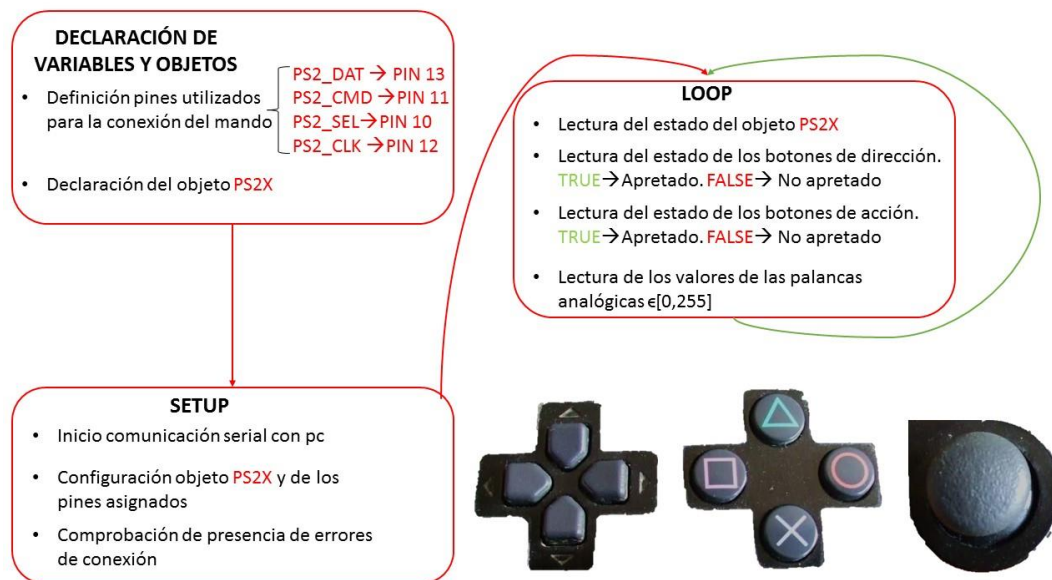 DECLARACIÓN DE
VARIABLES Y OBJETOS
• Definición pines utilizados
para la conexión del mando
PS2_DAT → PIN 13
PS2_CMD → PIN 11
PS2_SEL → PIN 10
PS2_CLK → PIN 12
• Declaración del objeto PS2X
SETUP
• Inicio comunicación serial con pc
• Configuración objeto PS2X y de los
pines asignados
• Comprobación de presencia de errores
de conexión
LOOP
• Lectura del estado del objeto PS2X
• Lectura del estado de los botones de dirección.
TRUE → Apretado. FALSE → No apretado
• Lectura del estado de los botones de acción.
TRUE → Apretado. FALSE → No apretado
• Lectura de los valores de las palancas
analógicas ϵ[0,255]